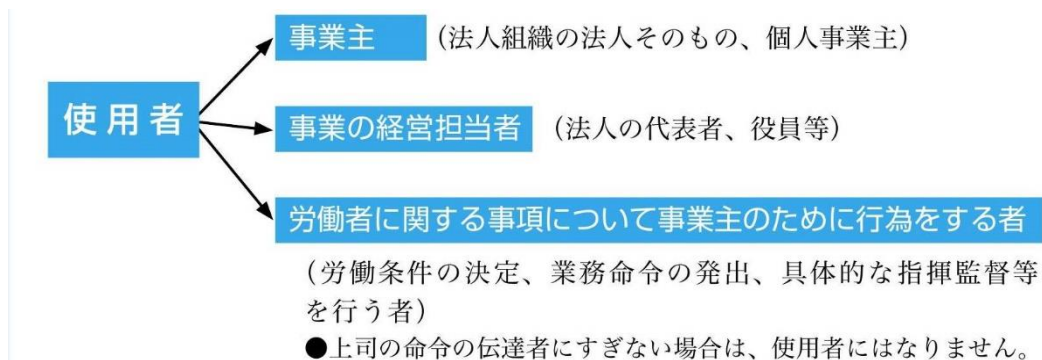 事業主 (法人組織の法人そのもの、個人事業主)
使用者
事業の経営担当者 (法人の代表者、役員等)
労働者に関する事項について事業主のために行為をする者
(労働条件の決定、業務命令の発出、具体的な指揮監督等
を行う者)
●上司の命令の伝達者にすぎない場合は、使用者にはなりません。